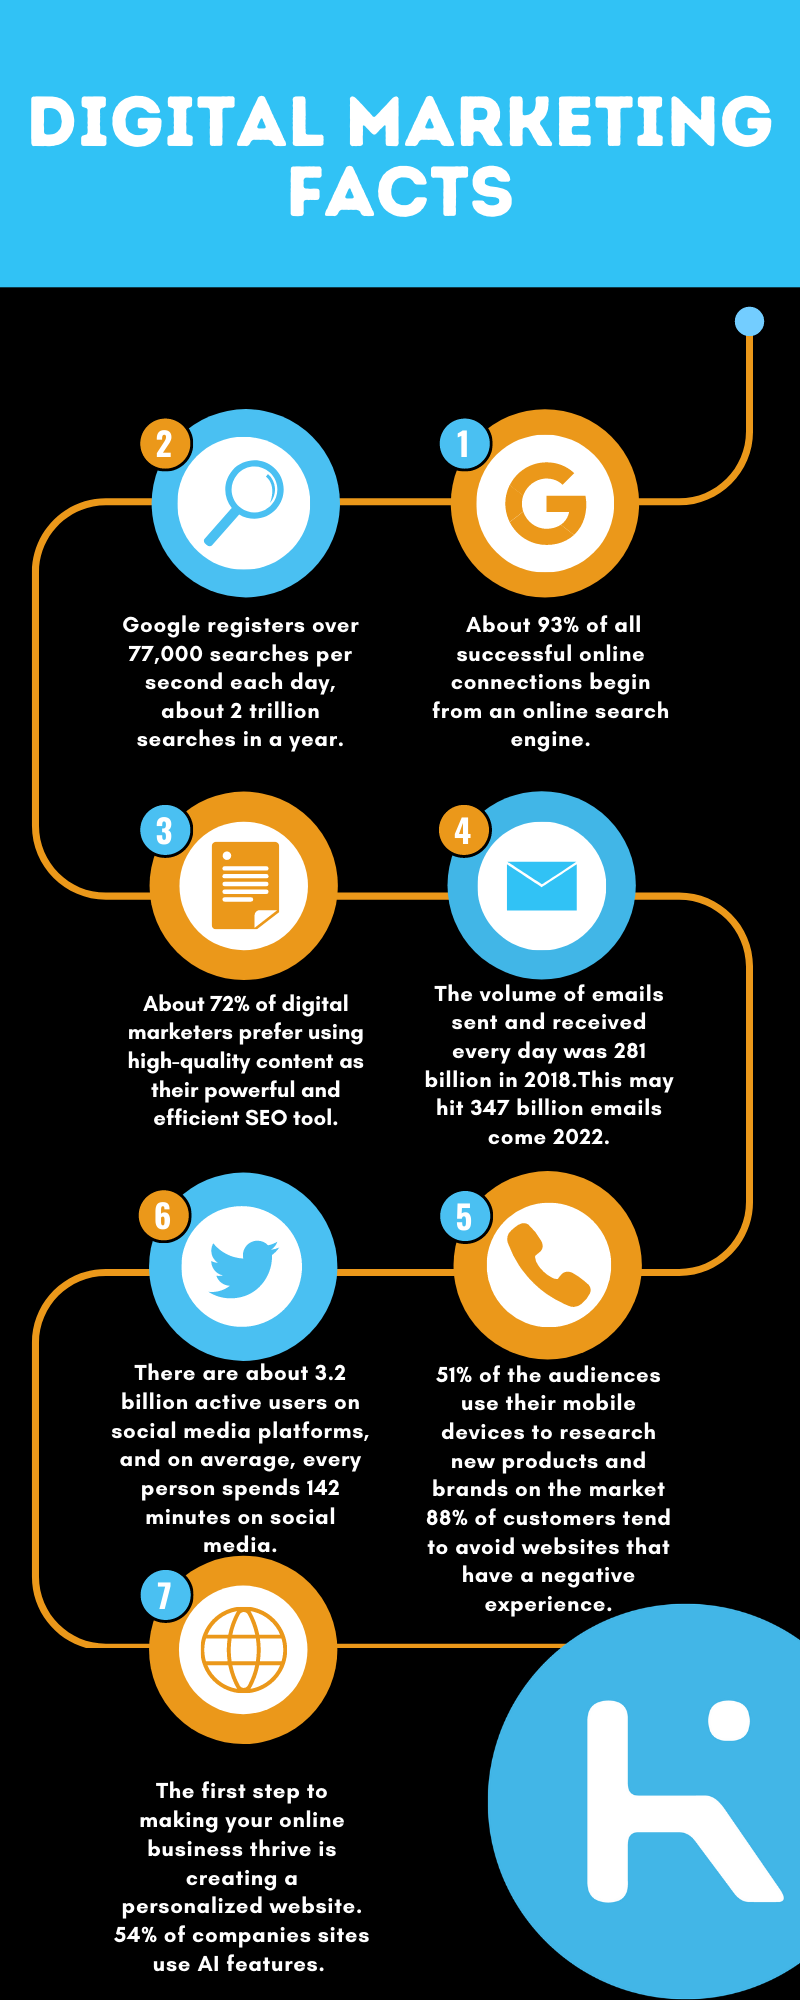 DIGITAL MARKETING
FACTS
1
About 93% of all
successful online
connections begin
from an online search
engine.
2
Google registers over
77,000 searches per
second each day,
about 2 trillion
searches in a year.
3
About 72% of digital
marketers prefer using
high-quality content as
their powerful and
efficient SEO tool.
4
The volume of emails
sent and received
every day was 281
billion in 2018.This may
hit 347 billion emails
come 2022.
5
51% of the audiences
use their mobile
devices to research
new products and
brands on the market
88% of customers tend
to avoid websites that
have a negative
experience.
6
There are about 3.2
billion active users on
social media platforms,
and on average, every
person spends 142
minutes on social
media.
7
The first step to
making your online
business thrive is
creating a
personalized website.
54% of companies sites
use AI features.